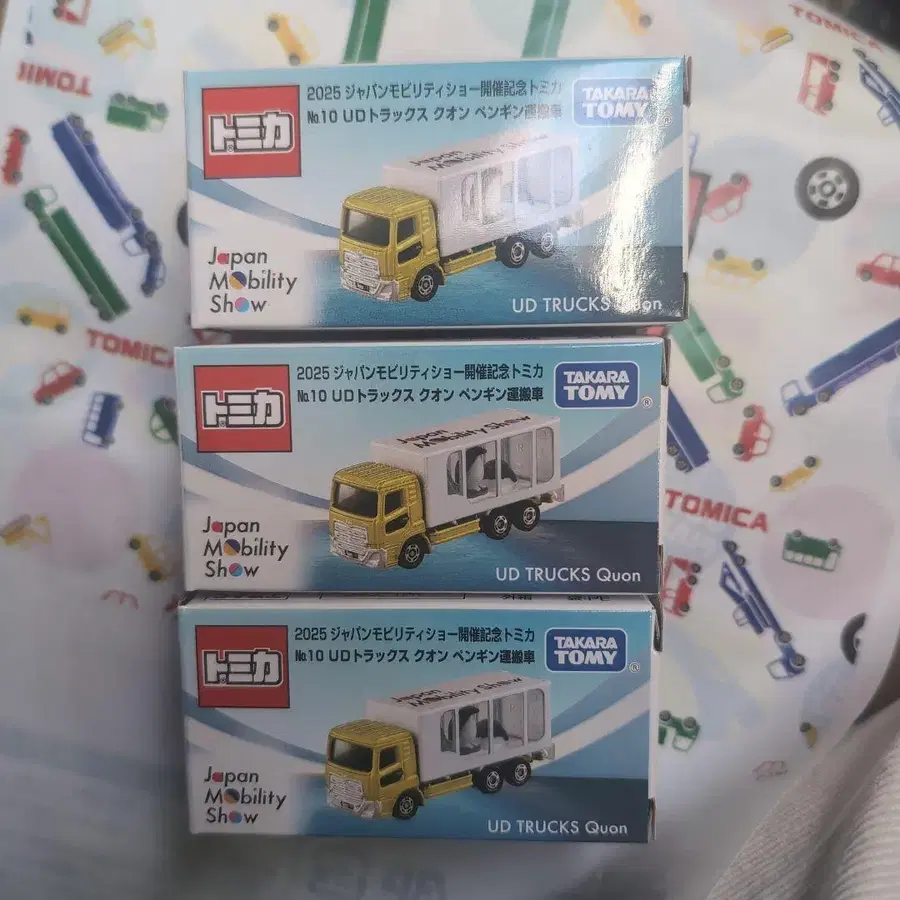 TOMICA
TOMICA
2025 ジャパンモビリティショー開催記念トミカ
№10 UDトラックス クオン ペンギン運搬車
TAKARA
TOMY
®
トミカ
Japan
Mobility Show
Japan
Mobility
Show
UD TRUCKS Quon
TOMICA
2025 ジャパンモビリティショー開催記念トミカ
№10 UDトラックス クオン ペンギン運搬車
TAKARA
TOMY
®
トミカ
Japan
Mobility Show
Japan
Mobility
Show
UD TRUCKS Quon
TOMICA
2025 ジャパンモビリティショー開催記念トミカ
№10 UDトラックス クオン ペンギン運搬車
TAKARA
TOMY
®
トミカ
Japan
Mobility Show
Japan
Mobility
Show
UD TRUCKS Quon